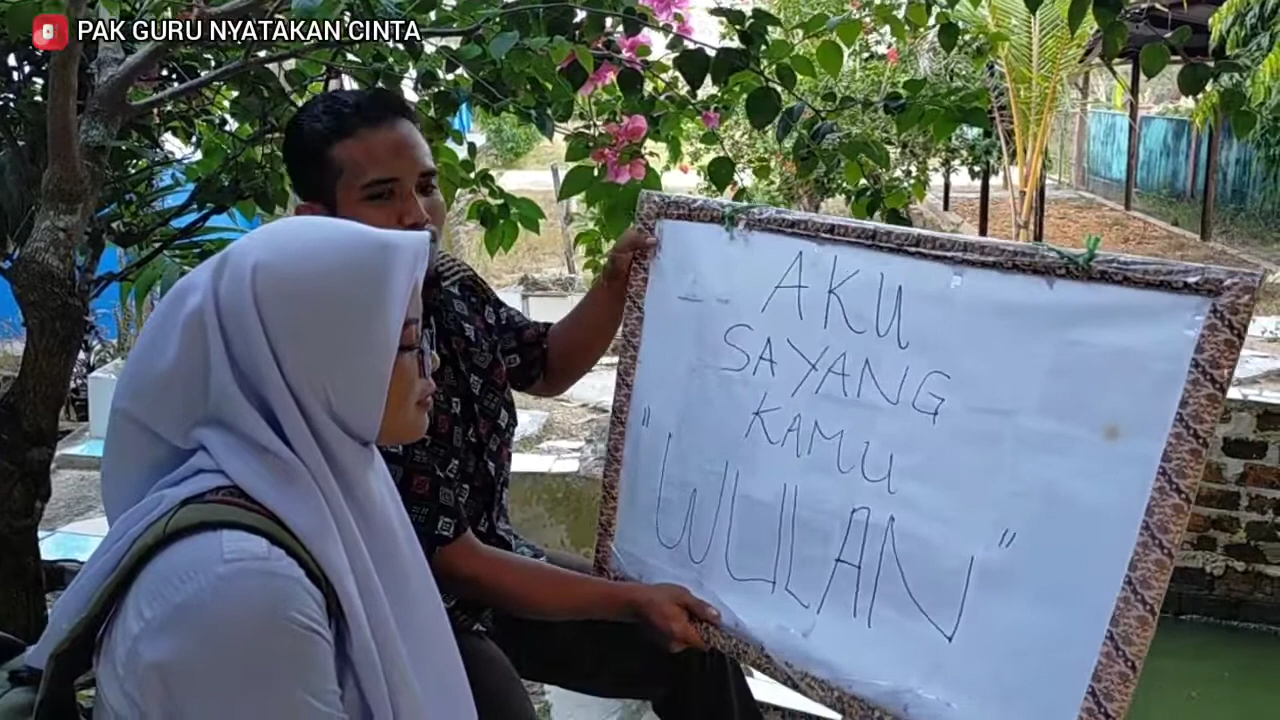 PAK GURU NYATAKAN CINTA
AKU
SAYANG
KAMU
"WULAN"